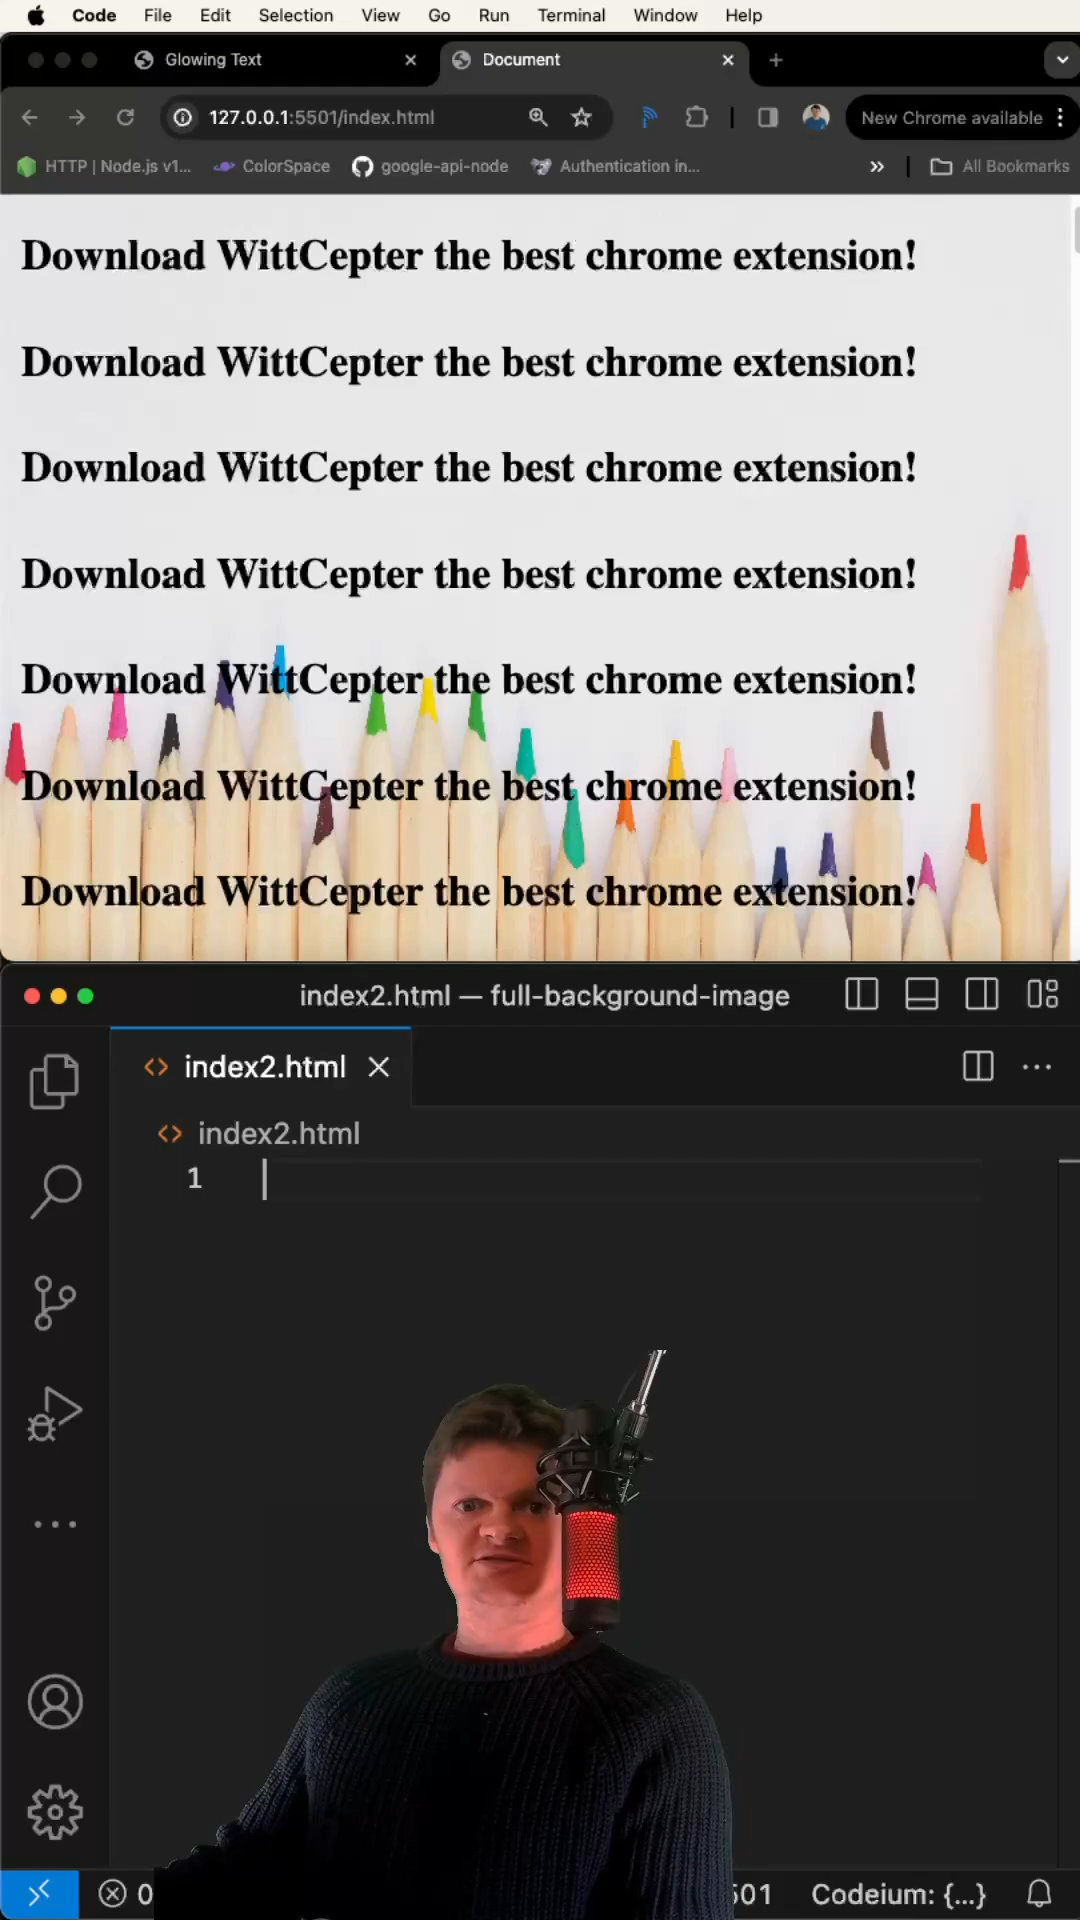 Code File Edit Selection View Go Run Terminal Window Help
Glowing Text
Document
127.0.0.1:5501/index.html
New Chrome available
HTTP | Node.js v1...
ColorSpace
google-api-node
Authentication in...
All Bookmarks
Download WittCepter the best chrome extension!
Download WittCepter the best chrome extension!
Download WittCepter the best chrome extension!
Download WittCepter the best chrome extension!
Download WittCepter the best chrome extension!
Download WittCepter the best chrome extension!
Download WittCepter the best chrome extension!
index2.html — full-background-image
index2.html
index2.html
1
0
501
Codeium: {...}